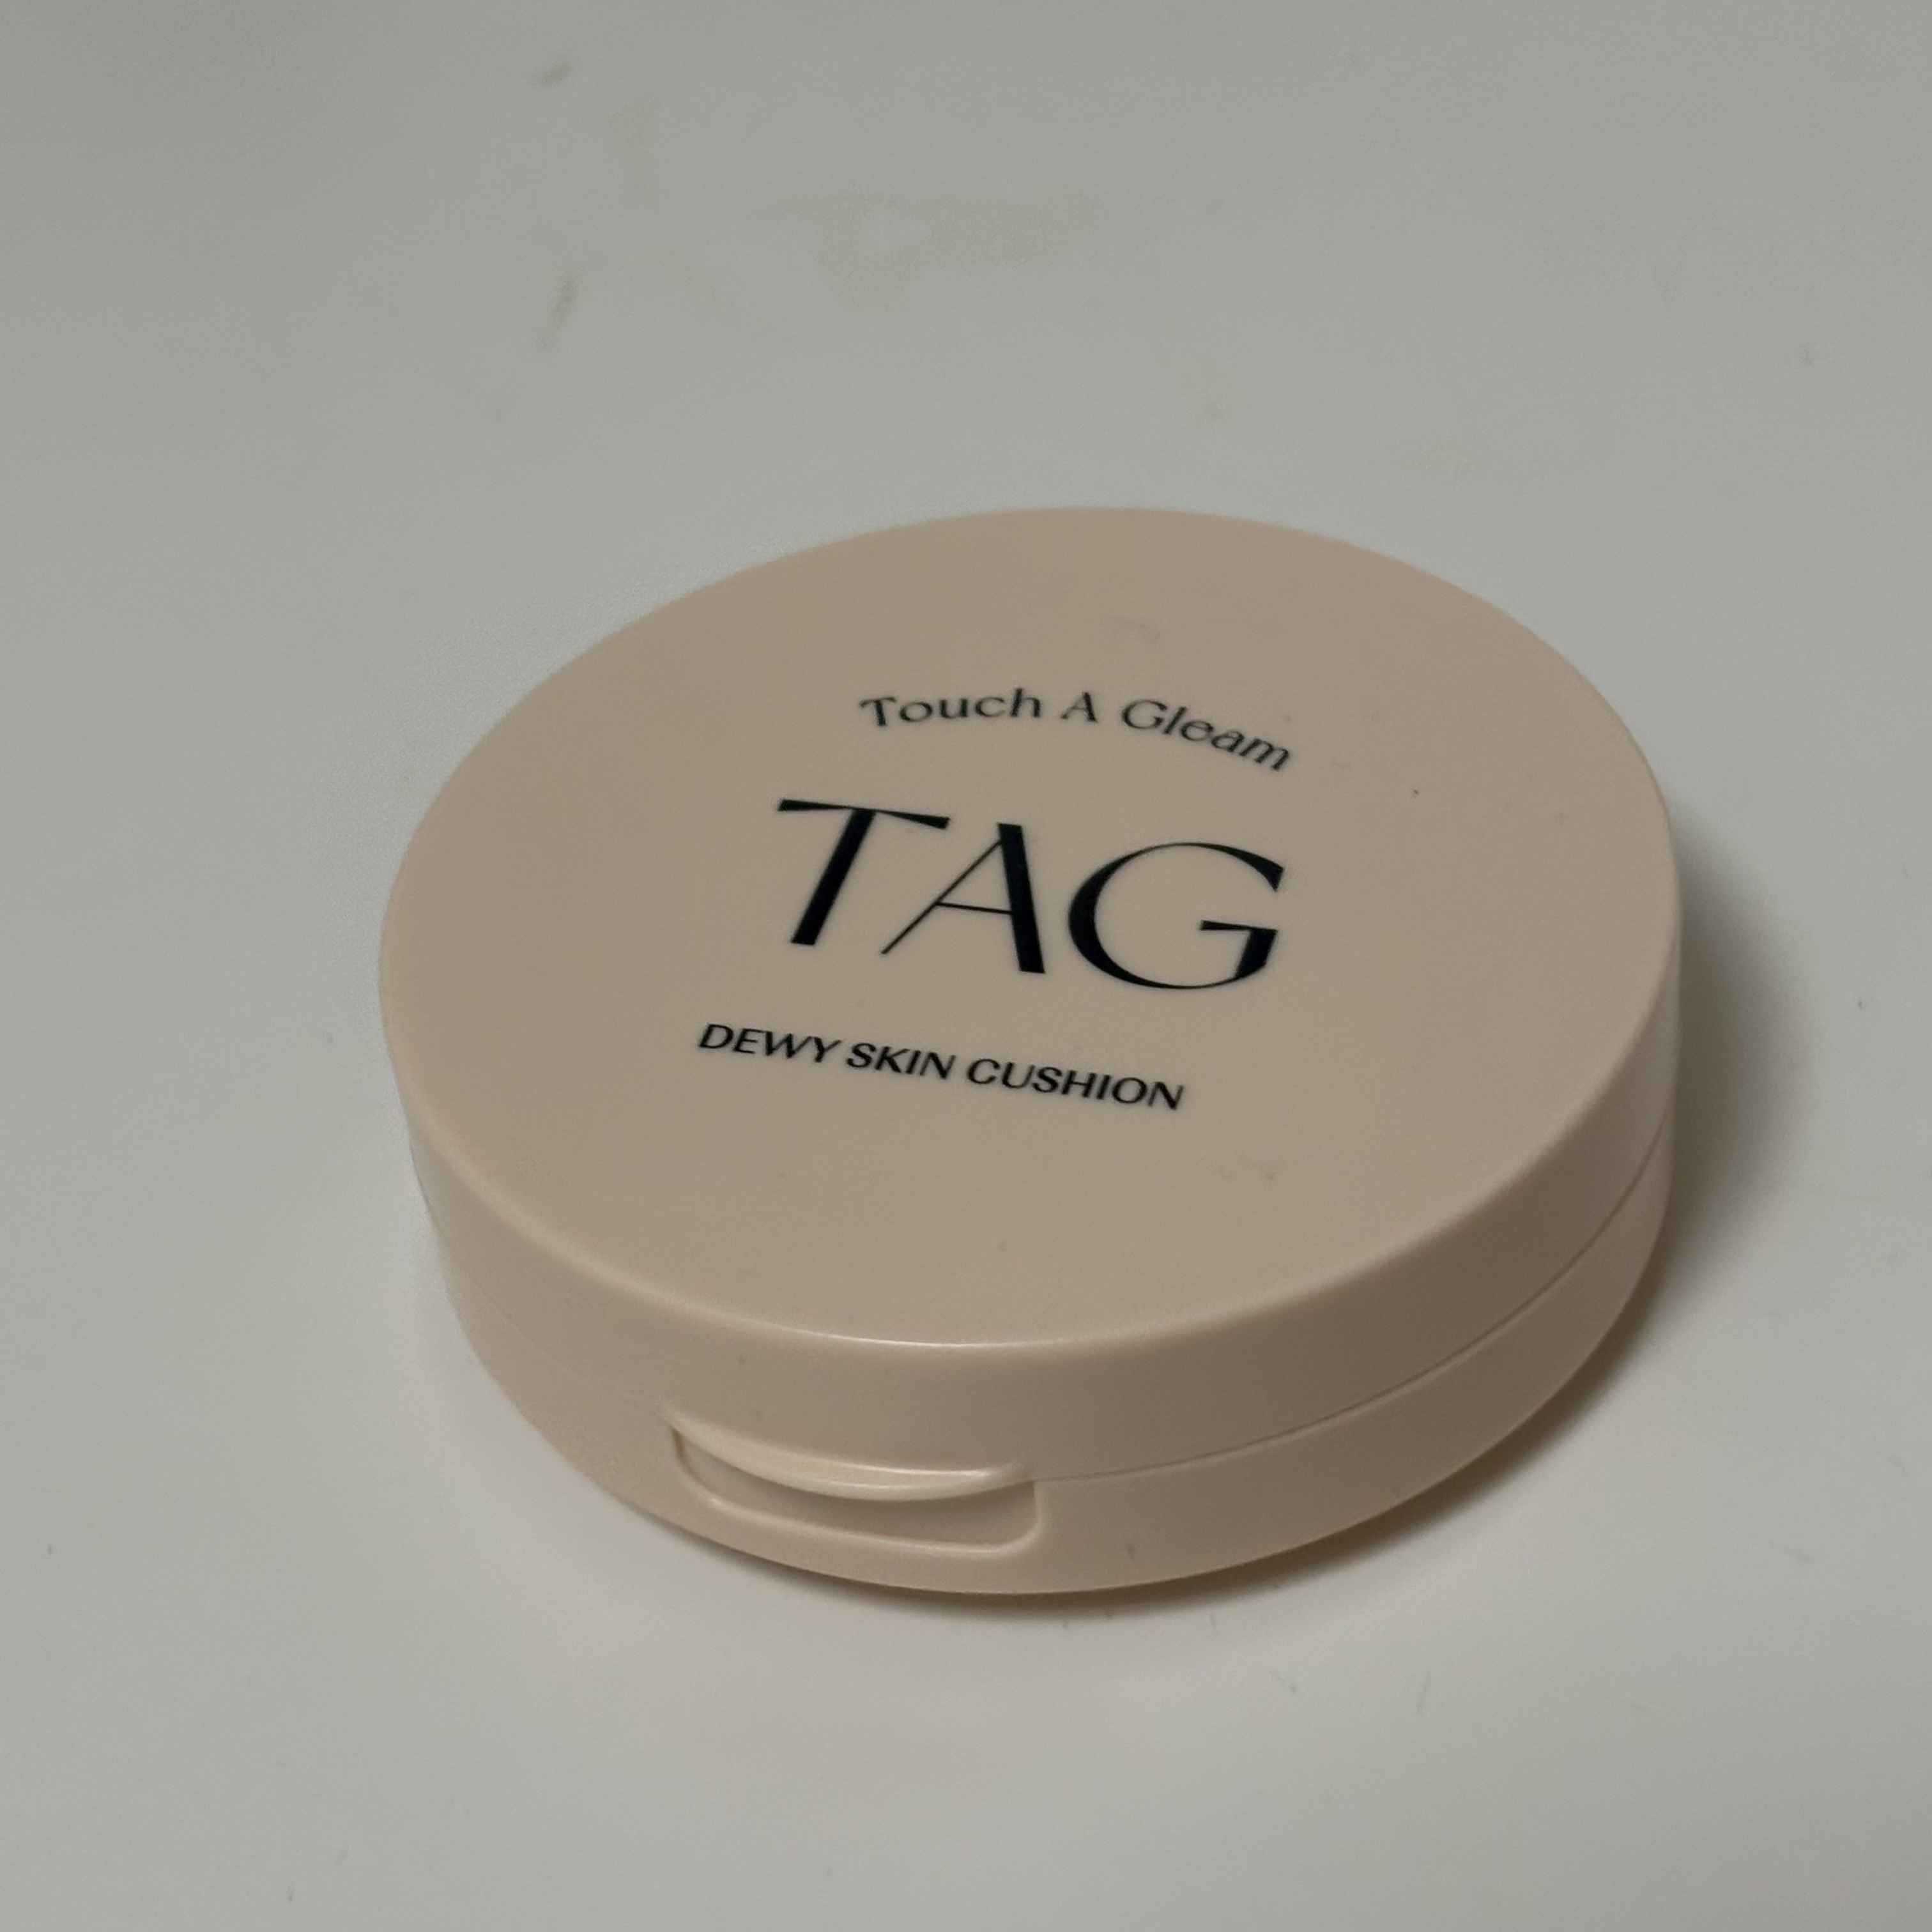 Touch A Gleam
TAG
DEWY SKIN CUSHION